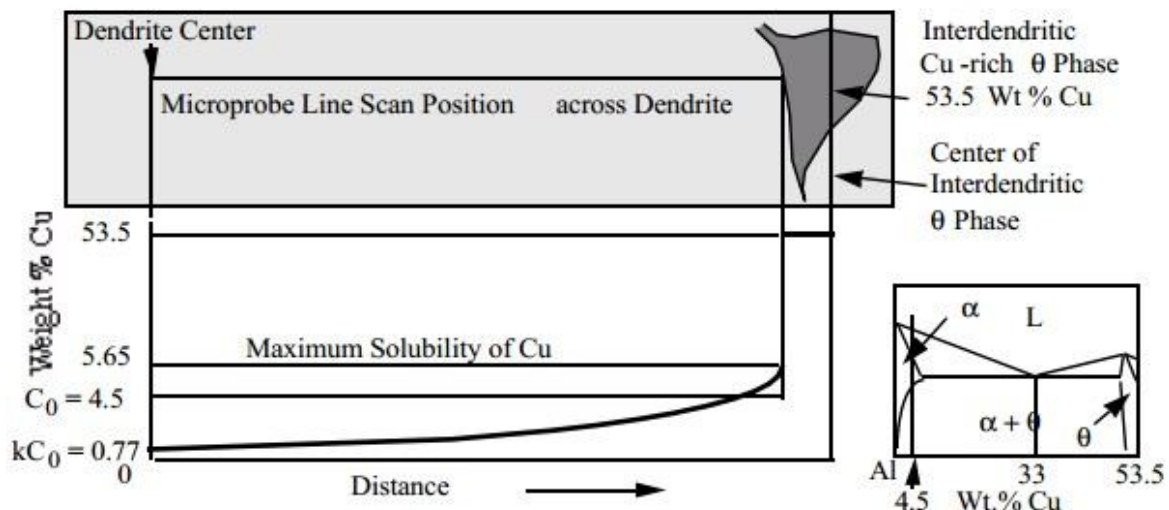 Dendrite Center
Microprobe Line Scan Position across Dendrite
Interdendritic
Cu -rich θ Phase
53.5 Wt % Cu
Center of
Interdendritic
θ Phase
Weight % Cu
53.5
5.65
Maximum Solubility of Cu
C₀ = 4.5
kC₀ = 0.77
0
Distance
α
L
α + θ
θ
Al
4.5
33
53.5
Wt.% Cu